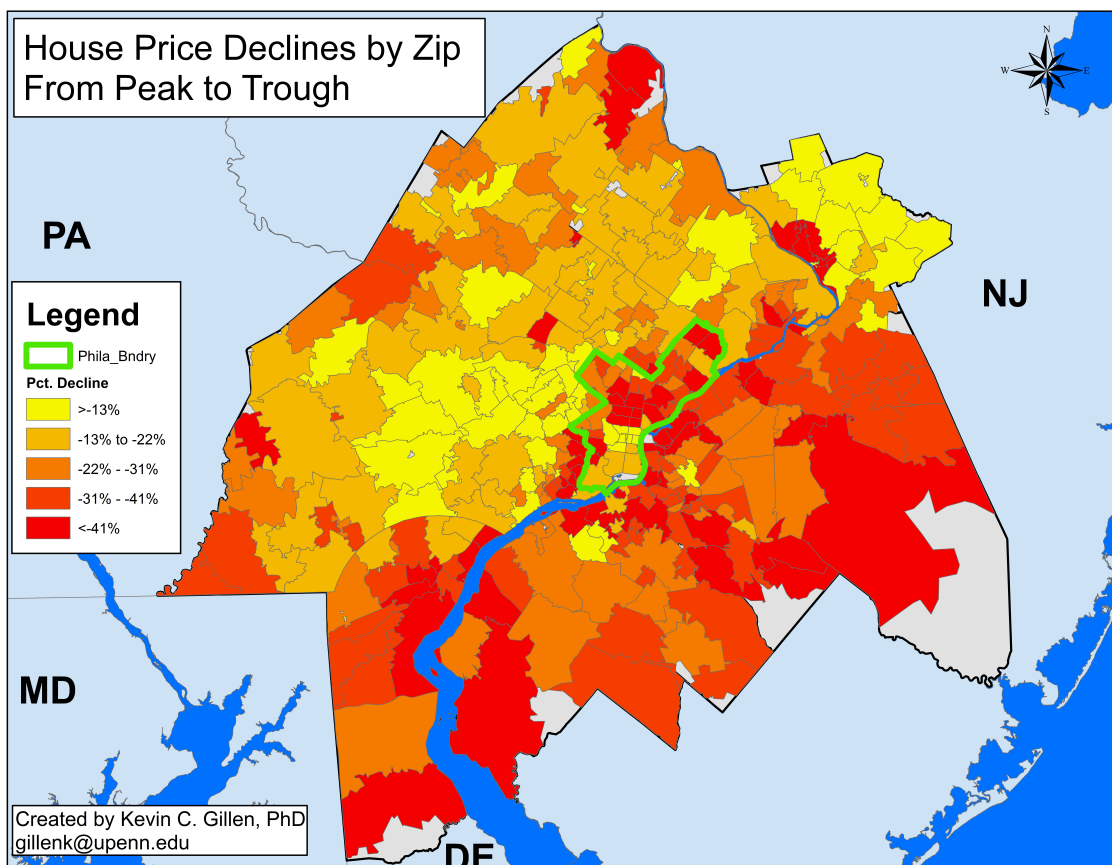 House Price Declines by Zip
From Peak to Trough
N
W
E
S
PA
NJ
Legend
Phila_Bndry
Pct. Decline
>-13%
-13% to -22%
-22% - -31%
-31% - -41%
<-41%
MD
Created by Kevin C. Gillen, PhD
gillenk@upenn.edu
DE